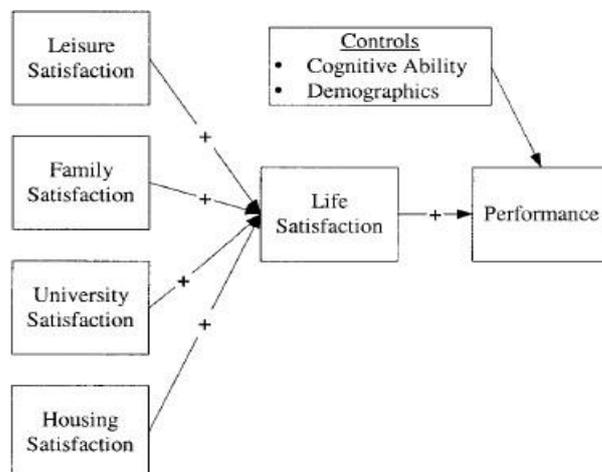 Leisure
Satisfaction
Controls
• Cognitive Ability
• Demographics
+
Family
Satisfaction
+
Life
Satisfaction
+
Performance
University
Satisfaction
+
+
Housing
Satisfaction